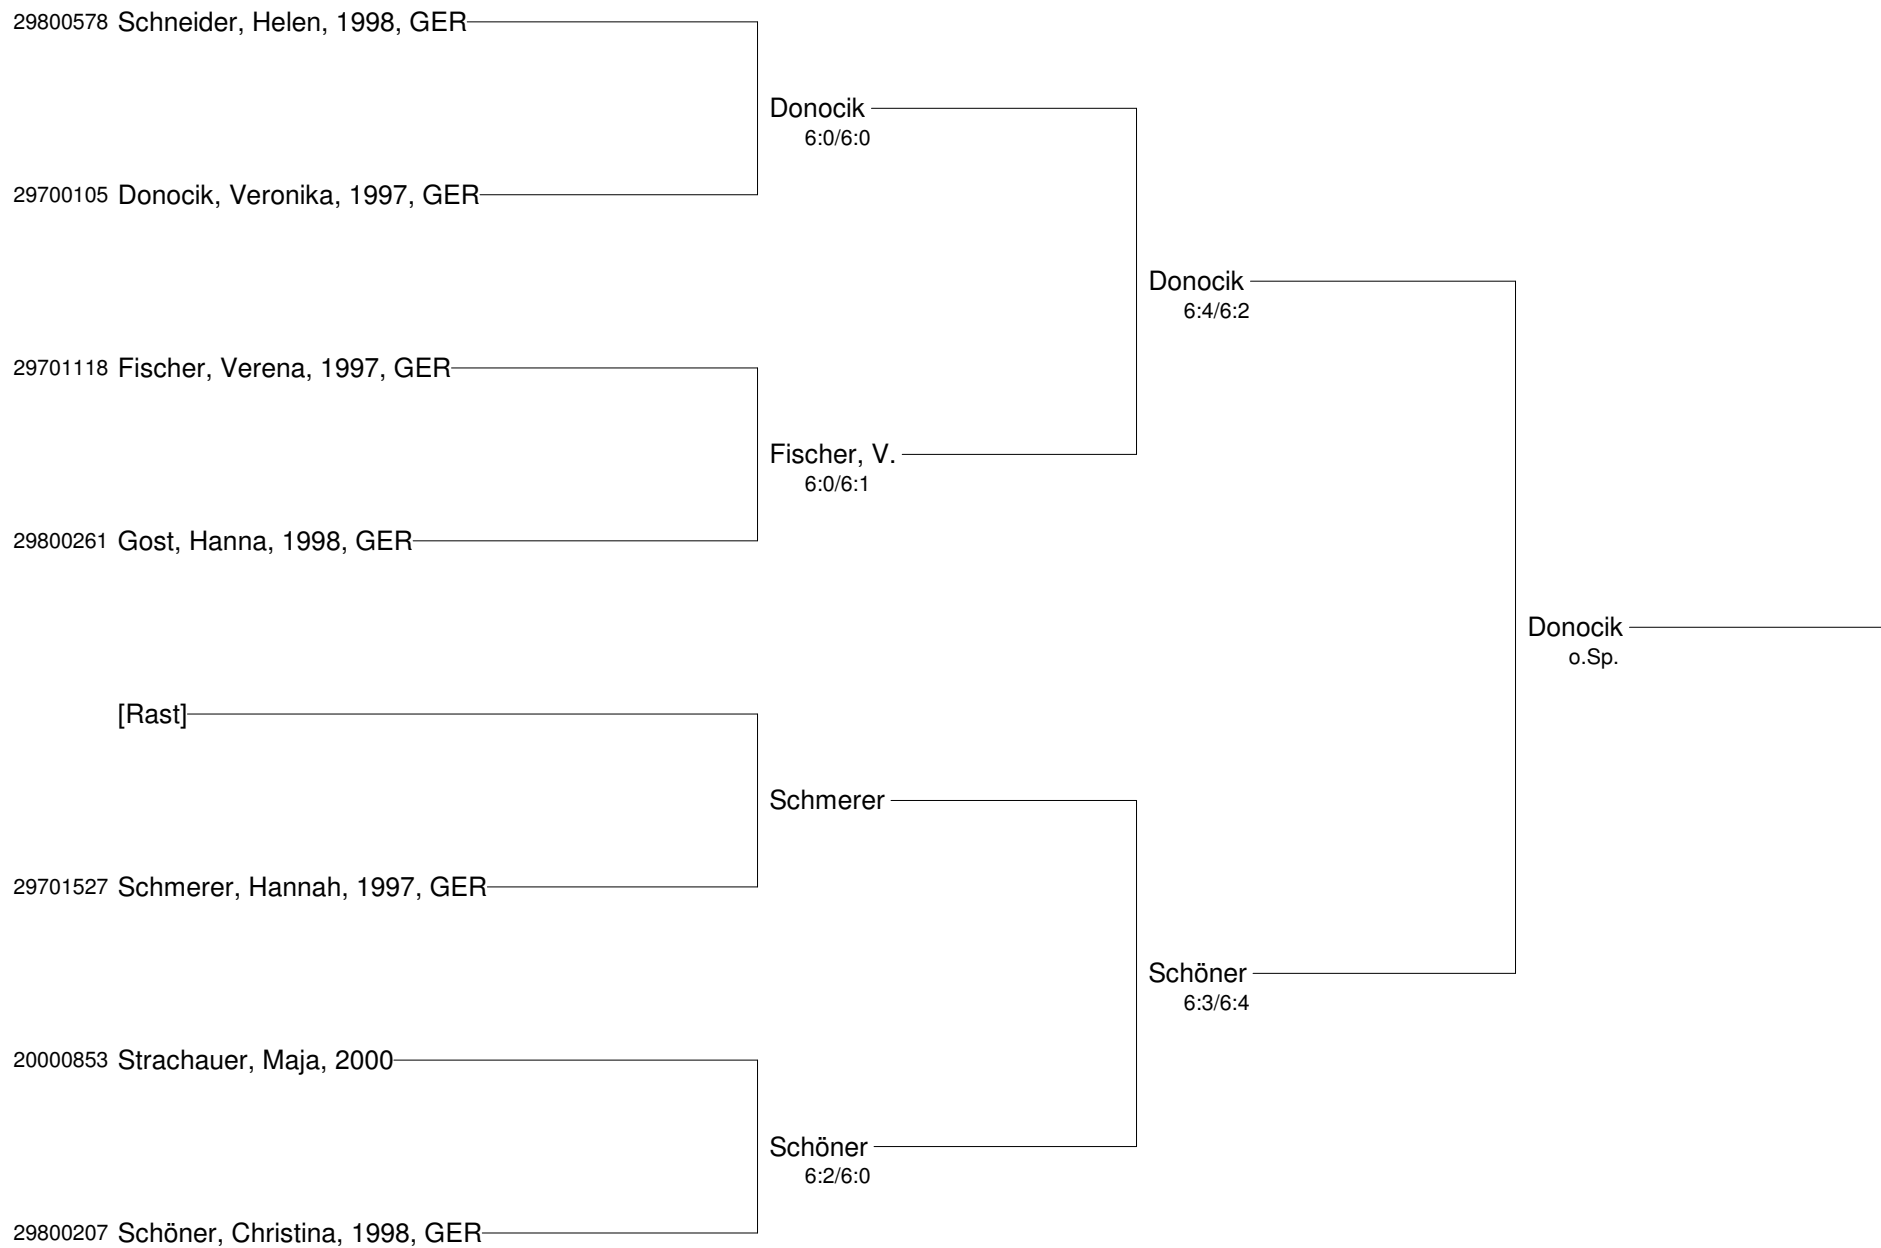 29800578 Schneider, Helen, 1998, GER
Donocik
6:0/6:0
29700105 Donocik, Veronika, 1997, GER
Donocik
6:4/6:2
29701118 Fischer, Verena, 1997, GER
Fischer, V.
6:0/6:1
29800261 Gost, Hanna, 1998, GER
Donocik
o.Sp.
[Rast]
Schmerer
29701527 Schmerer, Hannah, 1997, GER
Schöner
6:3/6:4
20000853 Strachauer, Maja, 2000
Schöner
6:2/6:0
29800207 Schöner, Christina, 1998, GER